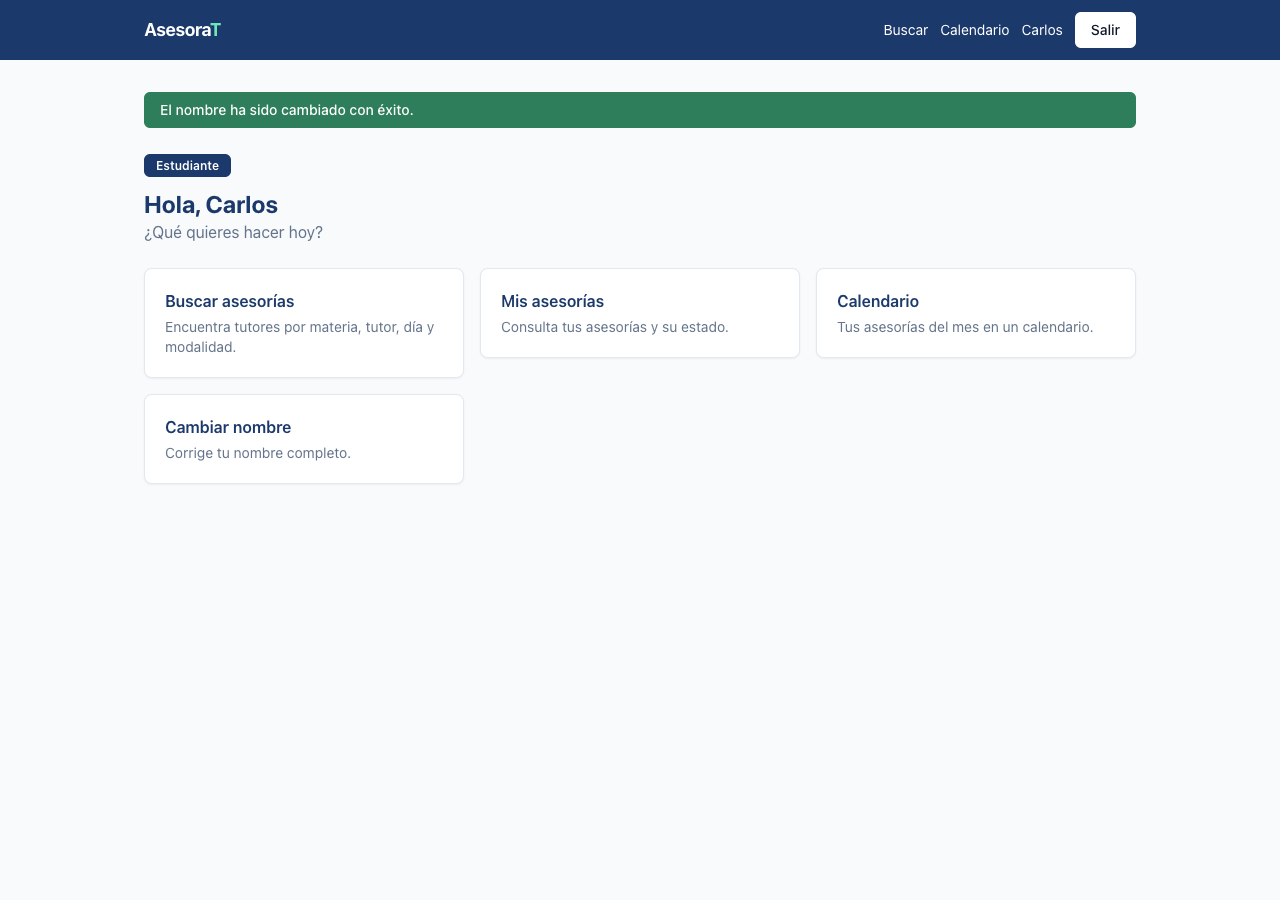 AsesoraT
Buscar Calendario Carlos Salir
El nombre ha sido cambiado con éxito.
Estudiante
Hola, Carlos
¿Qué quieres hacer hoy?
Buscar asesorías
Encuentra tutores por materia, tutor, día y
modalidad.
Mis asesorías
Consulta tus asesorías y su estado.
Calendario
Tus asesorías del mes en un calendario.
Cambiar nombre
Corrige tu nombre completo.